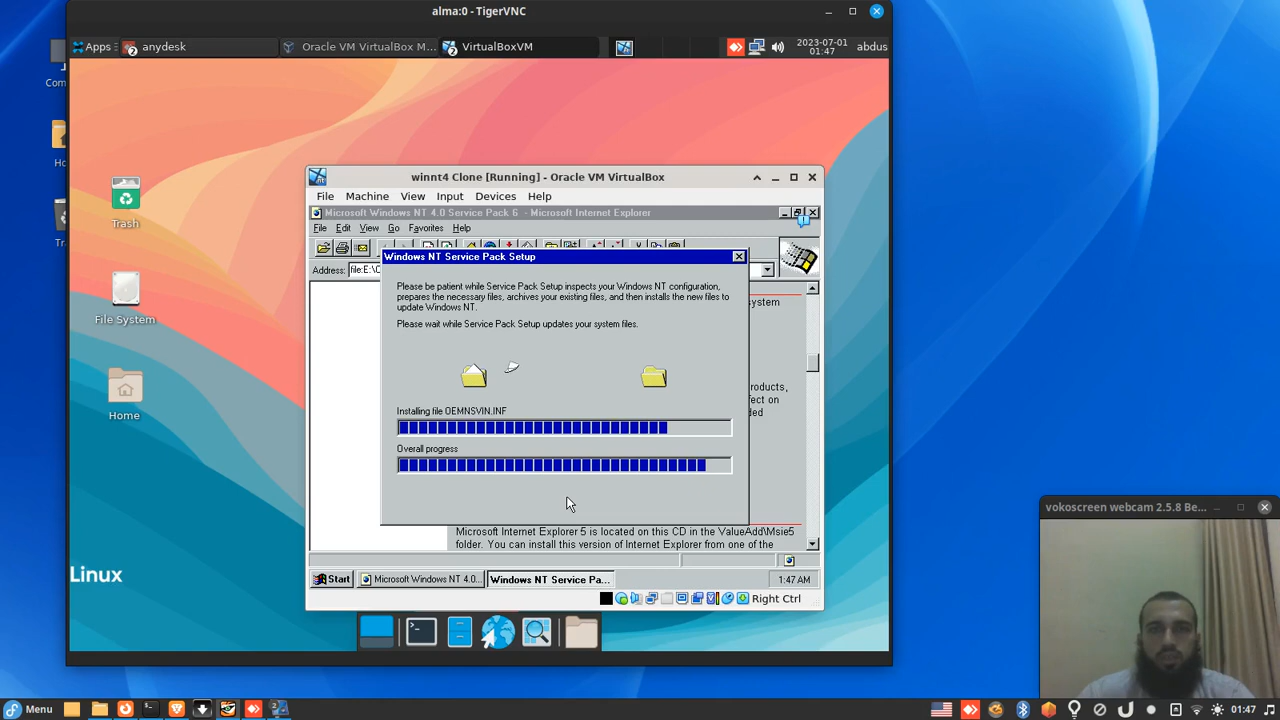 alma:0 - TigerVNC
Apps
anydesk
Oracle VM VirtualBox M...
VirtualBoxVM
2023-07-01
01:47
abdus
Trash
File System
Home
Linux
winnt4 Clone [Running] - Oracle VM VirtualBox
File Machine View Input Devices Help
Microsoft Windows NT 4.0 Service Pack 6 - Microsoft Internet Explorer
File Edit View Go Favorites Help
Address: file:E:\
Windows NT Service Pack Setup
Please be patient while Service Pack Setup inspects your Windows NT configuration,
prepares the necessary files, archives your existing files, and then installs the new files to
update Windows NT.
Please wait while Service Pack Setup updates your system files.
Installing file OEMNSVIN.INF
Overall progress
ystem
roducts,
fect on
ded
Microsoft Internet Explorer 5 is located on this CD in the ValueAdd\Msie5
folder. You can install this version of Internet Explorer from one of the
Start
Microsoft Windows NT 4.0...
Windows NT Service Pa...
1:47 AM
Right Ctrl
vokoscreen webcam 2.5.8 Be...
Menu
01:47